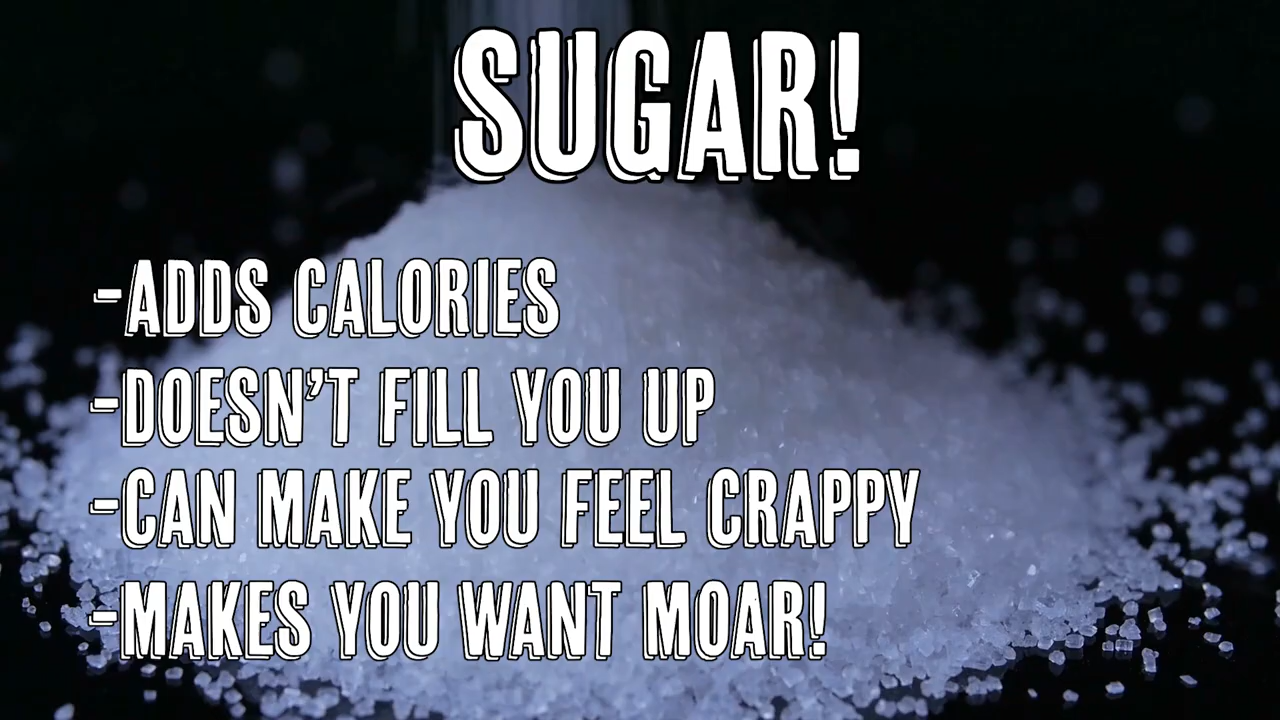 SUGAR!
-ADDS CALORIES
-DOESN'T FILL YOU UP
-CAN MAKE YOU FEEL CRAPPY
-MAKES YOU WANT MOAR!